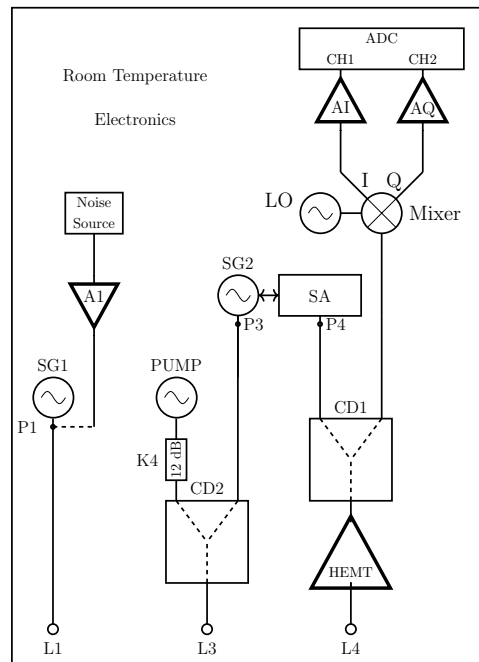 ADC
CH1 CH2
Room Temperature
Electronics
AI AQ
I Q
LO
Mixer
Noise
Source
A1
SG2
SA
P3 P4
SG1
PUMP
P1
CD1
K4
12 dB
CD2
HEMT
L1 L3 L4